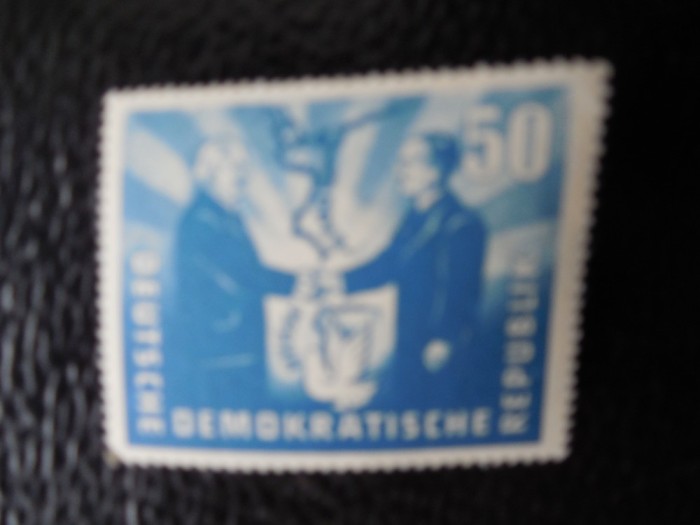 50
DEUTSCHE
DEMOKRATISCHE
REPUBLIK